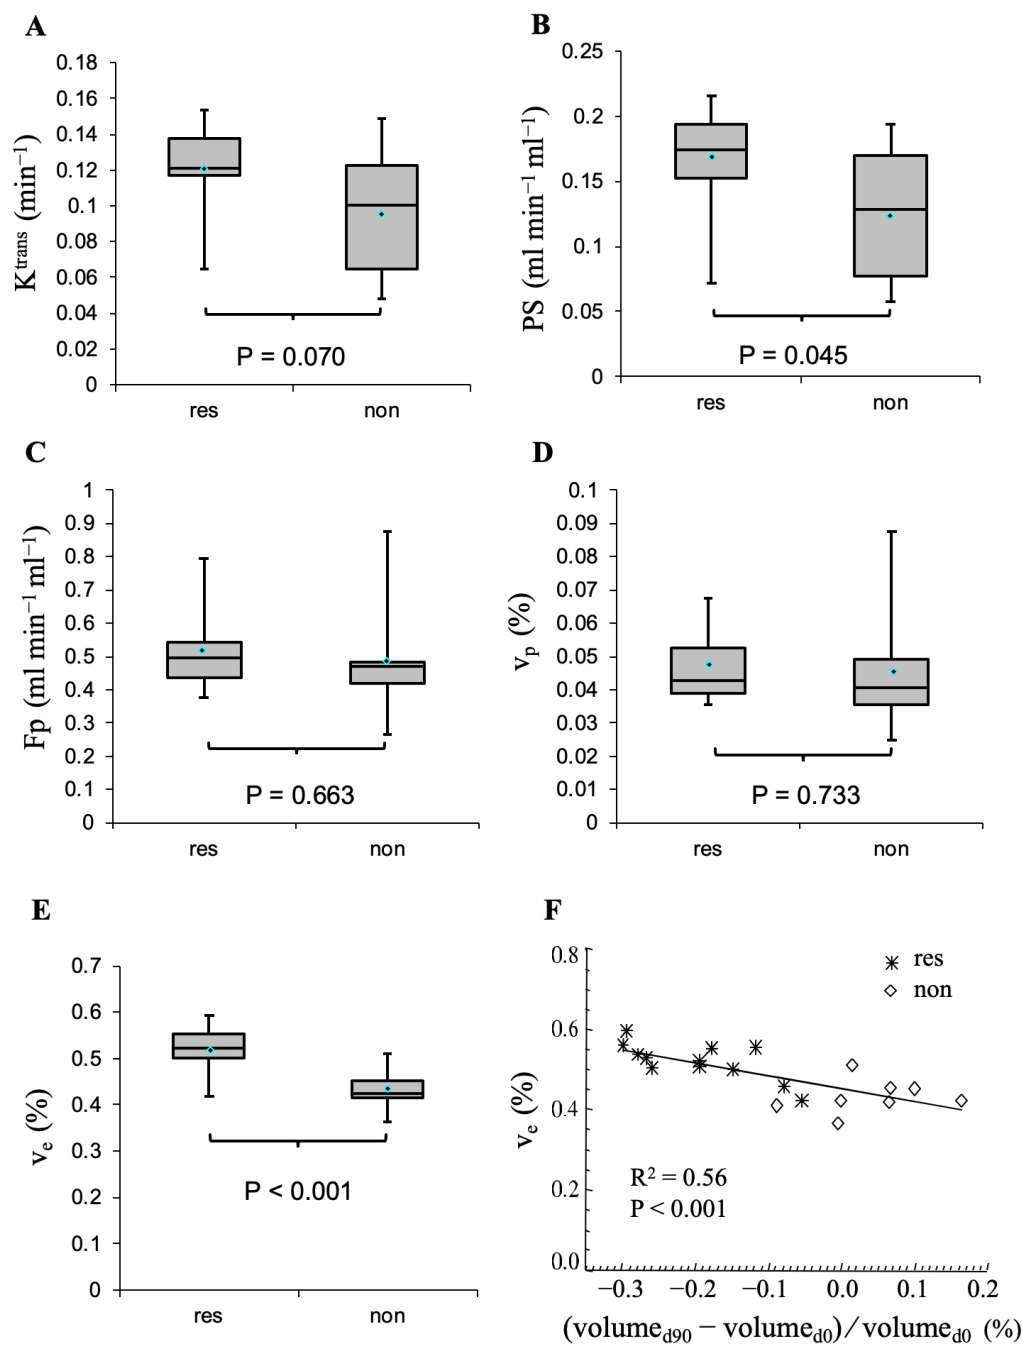 A
K^trans (min−1)
0.18
0.16
0.14
0.12
0.1
0.08
0.06
0.04
0.02
0
P = 0.070
res non
B
PS (ml min−1 ml−1)
0.25
0.2
0.15
0.1
0.05
0
P = 0.045
res non
C
Fp (ml min−1 ml−1)
1
0.9
0.8
0.7
0.6
0.5
0.4
0.3
0.2
0.1
0
P = 0.663
res non
D
vp (%)
0.1
0.09
0.08
0.07
0.06
0.05
0.04
0.03
0.02
0.01
0
P = 0.733
res non
E
ve (%)
0.7
0.6
0.5
0.4
0.3
0.2
0.1
0
P < 0.001
res non
F
ve (%)
0.8
0.6
0.4
0.2
0.0
res
non
R² = 0.56
P < 0.001
−0.3 −0.2 −0.1 0.0 0.1 0.2
(volumed90 − volumed0) / volumed0 (%)